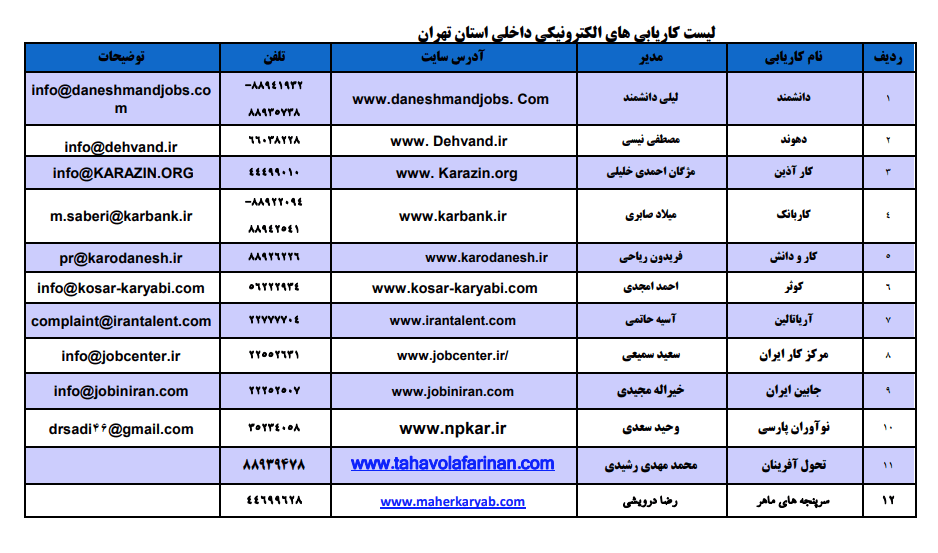 لیست کاریابی های الکترونیکی داخلی استان تهران
ردیف نام کاریابی مدیر آدرس سایت تلفن توضیحات
۱ دانشمند لیلی دانشمند www.daneshmandjobs. Com ۸۸۹۴۱۹۳۲- ۸۸۹۳۵۷۳۸ info@daneshmandjobs.com
۲ دهوند مصطفی نیسی www. Dehvand.ir ۶۶۰۳۸۲۲۸ info@dehvand.ir
۳ کار آذین مژگان احمدی خلیلی www. Karazin.org ۴۴۴۹۹۰۱۰ info@KARAZIN.ORG
۴ کاربانک میلاد صابری www.karbank.ir ۸۸۹۲۲۰۹۴- ۸۸۹۴۲۵۴۱ m.saberi@karbank.ir
۵ کار و دانش فریدون ریاحی www.karodanesh.ir ۸۸۹۲۶۲۲۶ pr@karodanesh.ir
۶ کوثر احمد امجدی www.kosar-karyabi.com ۵۶۲۲۲۹۳۴ info@kosar-karyabi.com
۷ آریاتالین آسیه حاتمی www.irantalent.com ۲۲۷۷۷۷۰۴ complaint@irantalent.com
۸ مرکز کار ایران سعید سمیعی www.jobcenter.ir/ ۲۲۵۵۲۶۳۱ info@jobcenter.ir
۹ جابین ایران خیراله مجیدی www.jobiniran.com ۲۲۲۵۲۵۰۷ info@jobiniran.com
۱۰ نوآوران پارسی وحید سعدی www.npkar.ir ۳۵۲۳۴۰۵۸ drsadi۴۶@gmail.com
۱۱ تحول آفرینان محمد مهدی رشیدی www.tahavolafarinan.com ۸۸۹۳۹۴۷۸
۱۲ سرپنجه های ماهر رضا درویشی www.maherkaryab.com ۴۴۶۹۹۶۲۸